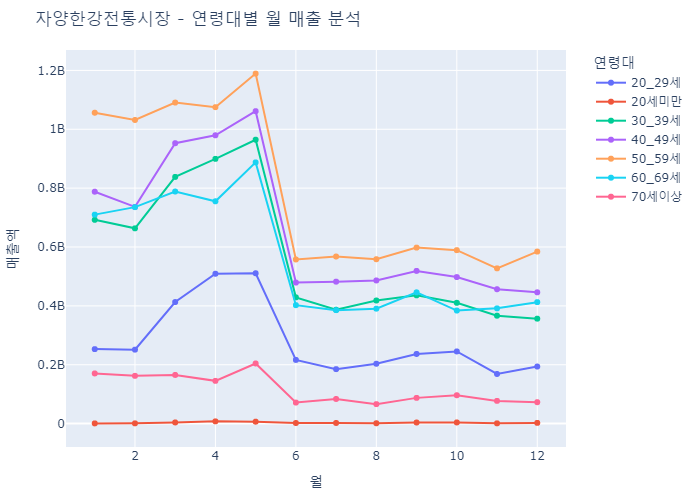 자양한강전통시장 - 연령대별 월 매출 분석
연령대
20_29세
20세미만
30_39세
40_49세
50_59세
60_69세
70세이상
매출액
1.2B
1B
0.8B
0.6B
0.4B
0.2B
0
2 4 6 8 10 12
월